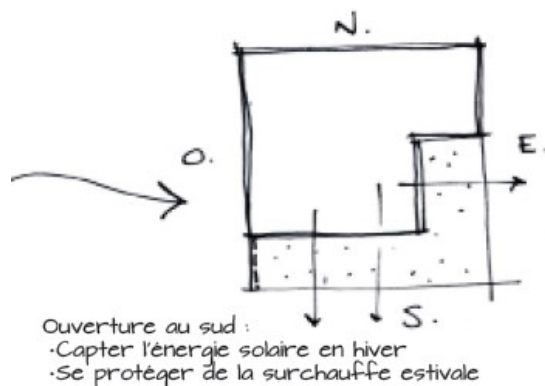 N.
O.
E.
S.
Ouverture au sud :
•Capter l'énergie solaire en hiver
•Se protéger de la surchauffe estivale